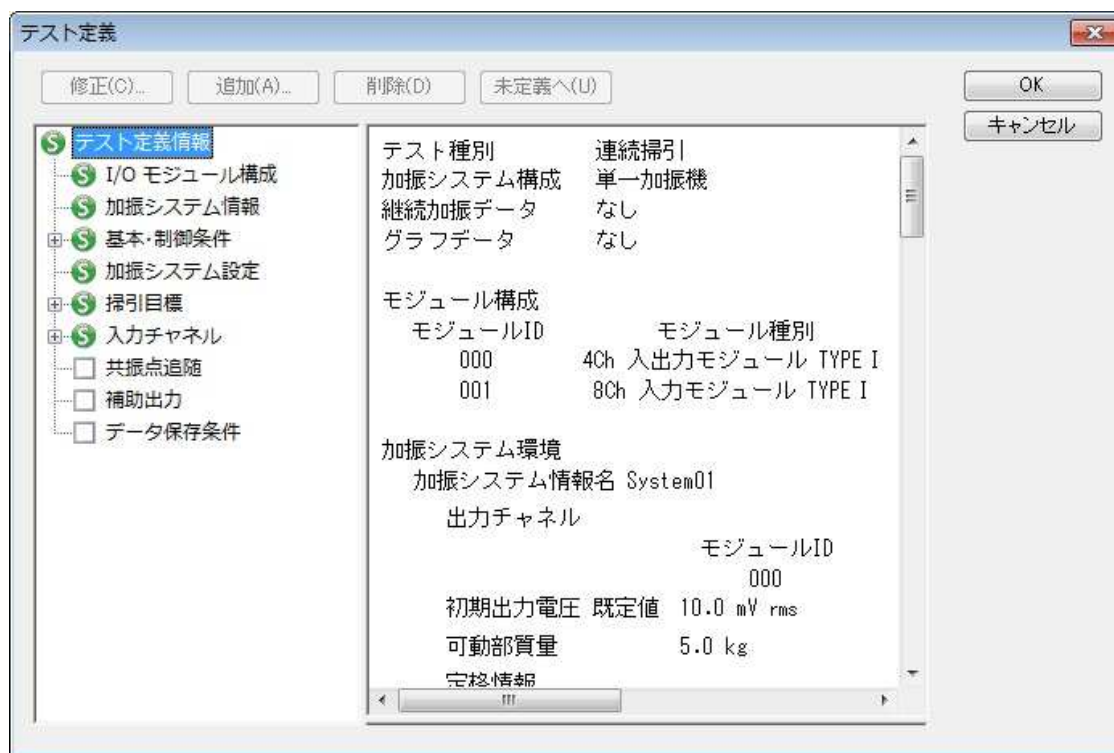 テスト定義
修正(C)... 追加(A)... 削除(D) 未定義へ(U)
OK
キャンセル
テスト定義情報
I/O モジュール構成
加振システム情報
基本・制御条件
加振システム設定
掃引目標
入力チャネル
共振点追随
補助出力
データ保存条件
テスト種別 連続掃引
加振システム構成 単一加振機
継続加振データ なし
グラフデータ なし
モジュール構成
モジュールID モジュール種別
000 4Ch 入出力モジュール TYPE I
001 8Ch 入力モジュール TYPE I
加振システム環境
加振システム情報名 System01
出力チャネル
モジュールID
000
初期出力電圧 既定値 10.0 mV rms
可動部質量 5.0 kg
定格情報